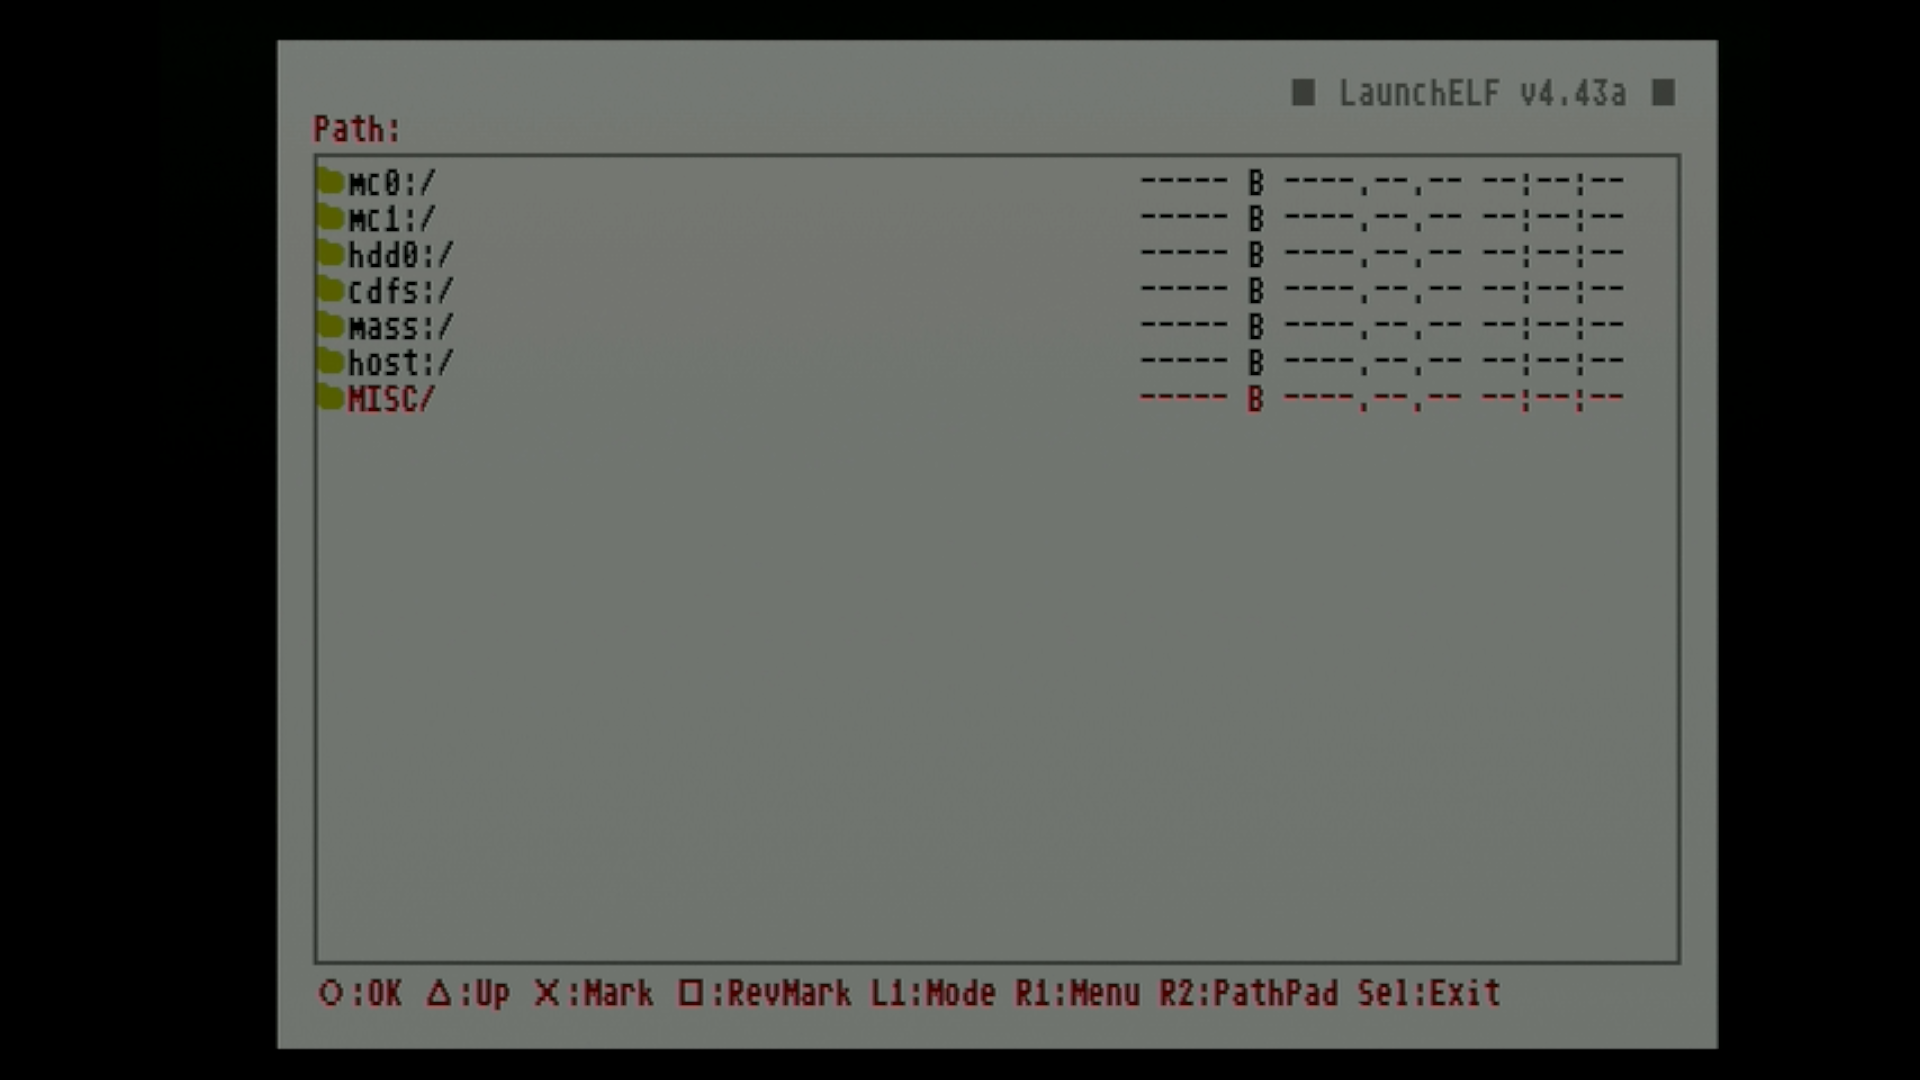 ■ LaunchELF v4.43a ■
Path:
mc0:/ ----- B ----.--.-- --:--:--
mc1:/ ----- B ----.--.-- --:--:--
hdd0:/ ----- B ----.--.-- --:--:--
cdfs:/ ----- B ----.--.-- --:--:--
mass:/ ----- B ----.--.-- --:--:--
host:/ ----- B ----.--.-- --:--:--
MISC/ ----- B ----.--.-- --:--:--
○:OK △:Up ×:Mark □:RevMark L1:Mode R1:Menu R2:PathPad Sel:Exit